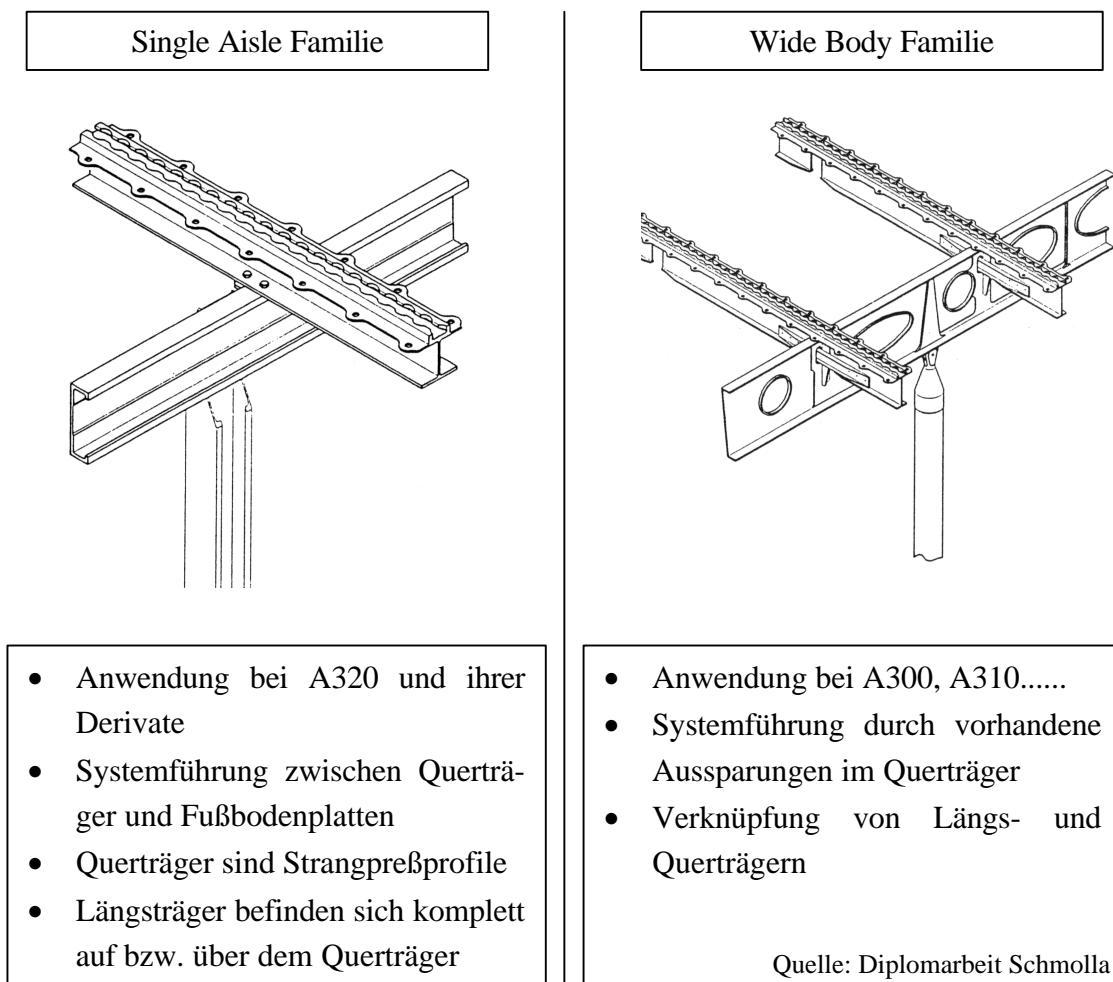 Single Aisle Familie
Wide Body Familie
• Anwendung bei A320 und ihrer
Derivate
• Systemführung zwischen Querträ-
ger und Fußbodenplatten
• Querträger sind Strangpreßprofile
• Längsträger befinden sich komplett
auf bzw. über dem Querträger
• Anwendung bei A300, A310......
• Systemführung durch vorhandene
Aussparungen im Querträger
• Verknüpfung von Längs- und
Querträgern
Quelle: Diplomarbeit Schmolla